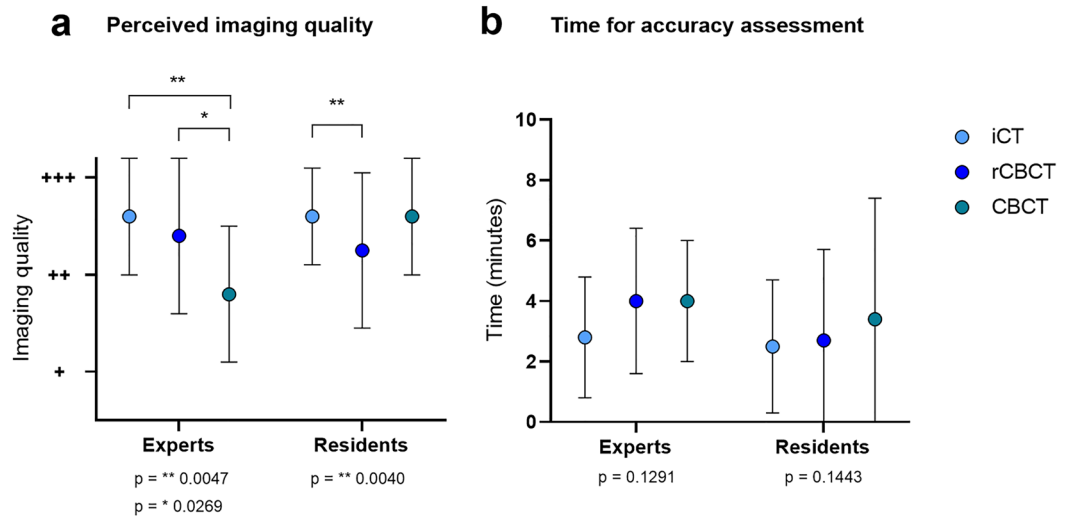 a Perceived imaging quality
**
*
**
+++
++
+
Imaging quality
Experts
Residents
p = ** 0.0047
p = ** 0.0040
p = * 0.0269
b Time for accuracy assessment
10
8
6
4
2
0
Time (minutes)
Experts
Residents
p = 0.1291
p = 0.1443
iCT
rCBCT
CBCT